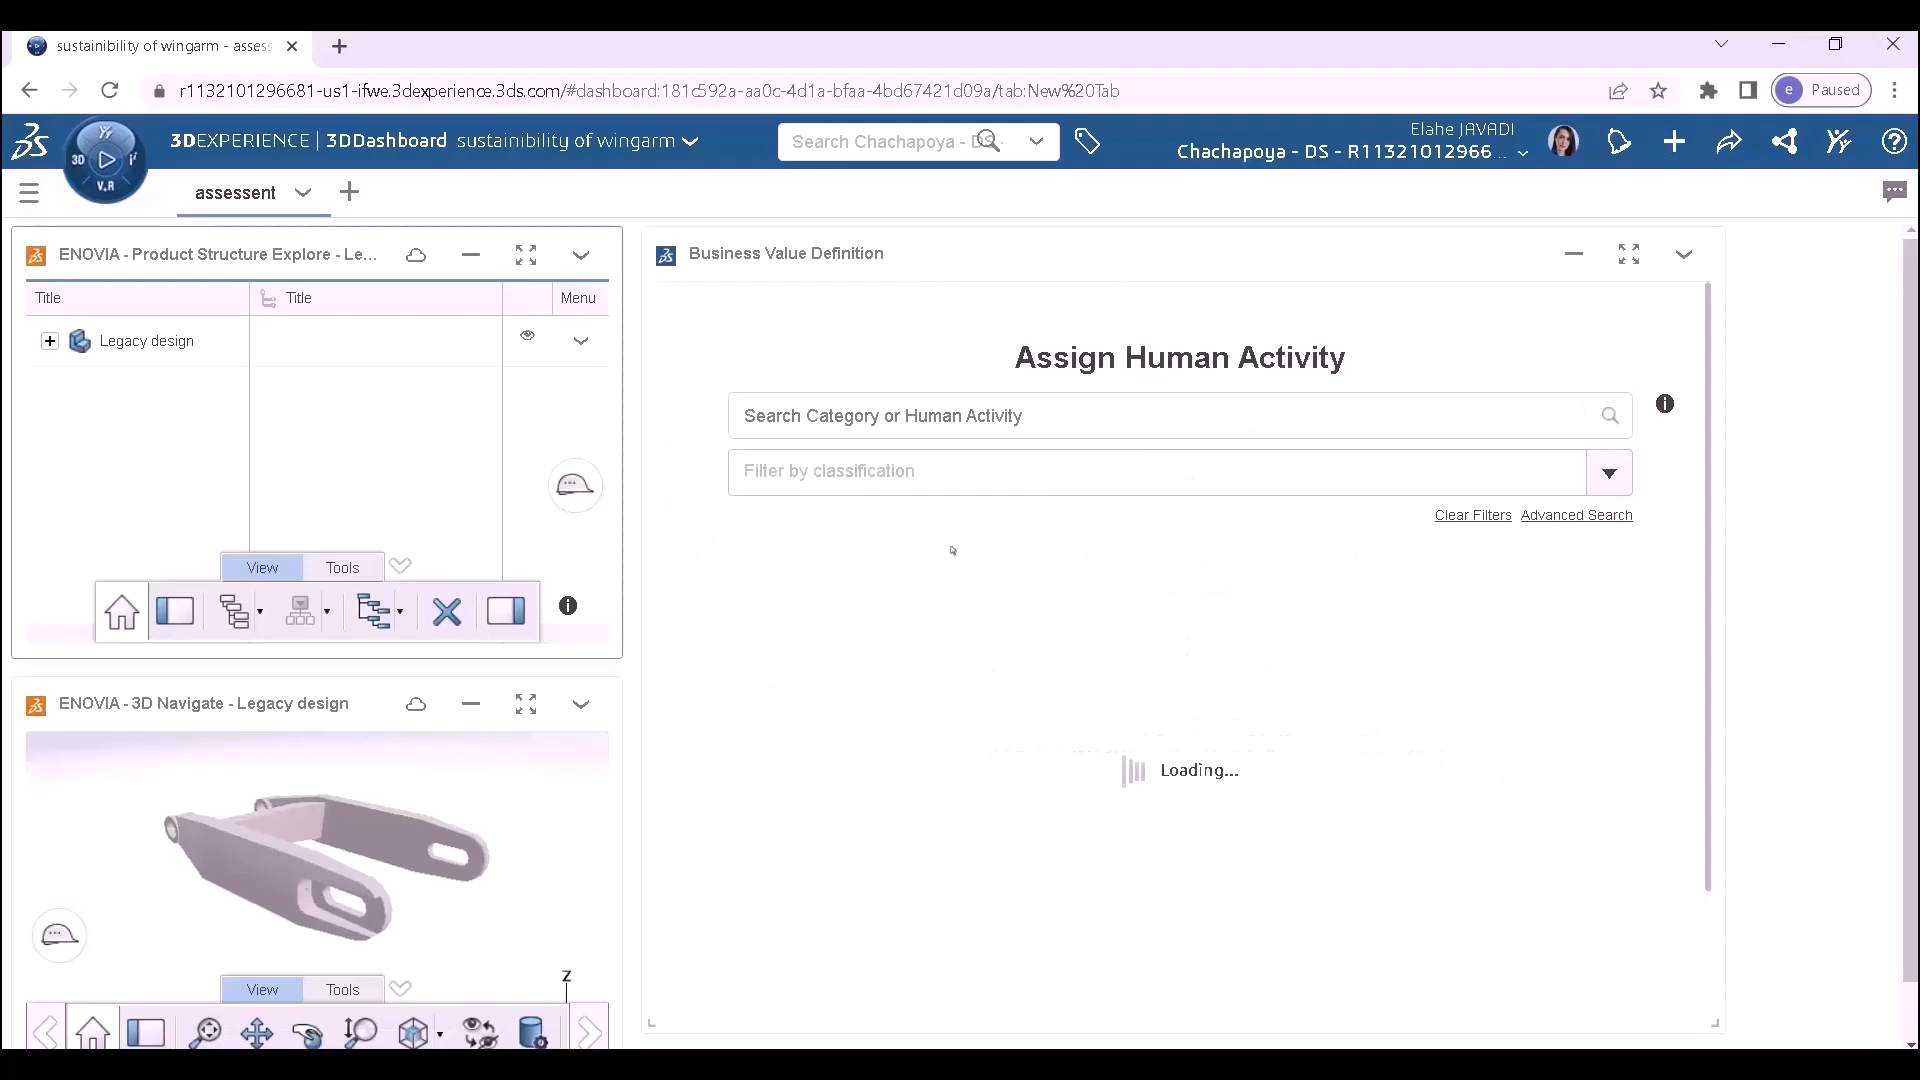 sustainibility of wingarm - assess
r1132101296681-us1-ifwe.3dexperience.3ds.com/#dashboard:181c592a-aa0c-4d1a-bfaa-4bd67421d09a/tab:New%20Tab
e Paused
3D
V.R
3DEXPERIENCE | 3DDashboard sustainibility of wingarm
Search Chachapoya - DS
Elahe JAVADI
Chachapoya - DS - R11321012966...
assessent
ENOVIA - Product Structure Explore - Le...
Title Title Menu
Legacy design
View Tools
ENOVIA - 3D Navigate - Legacy design
Z
View Tools
Business Value Definition
Assign Human Activity
Search Category or Human Activity
Filter by classification
Clear Filters Advanced Search
Loading...